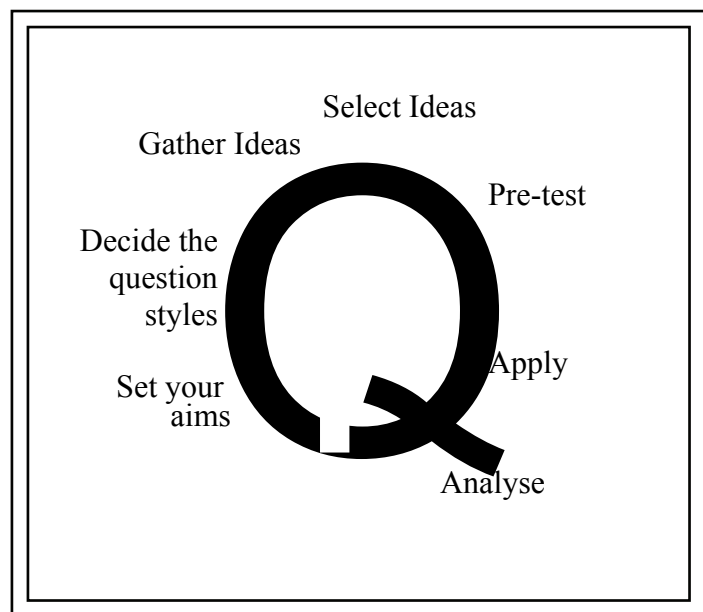 Select Ideas
Gather Ideas
Pre-test
Decide the
question
styles
Apply
Set your
aims
Analyse
Q